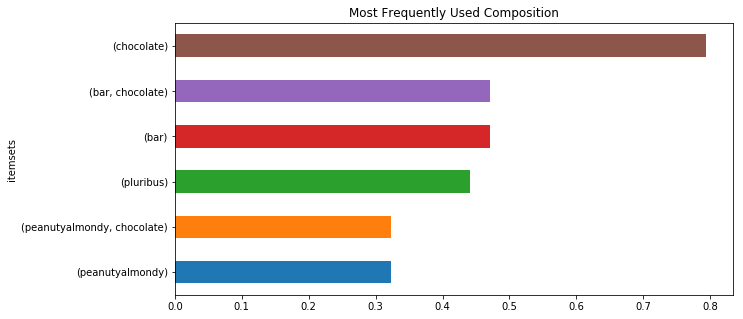 Most Frequently Used Composition
(chocolate)
(bar, chocolate)
(bar)
(pluribus)
(peanutyalmondy, chocolate)
(peanutyalmondy)
itemsets
0.0 0.1 0.2 0.3 0.4 0.5 0.6 0.7 0.8